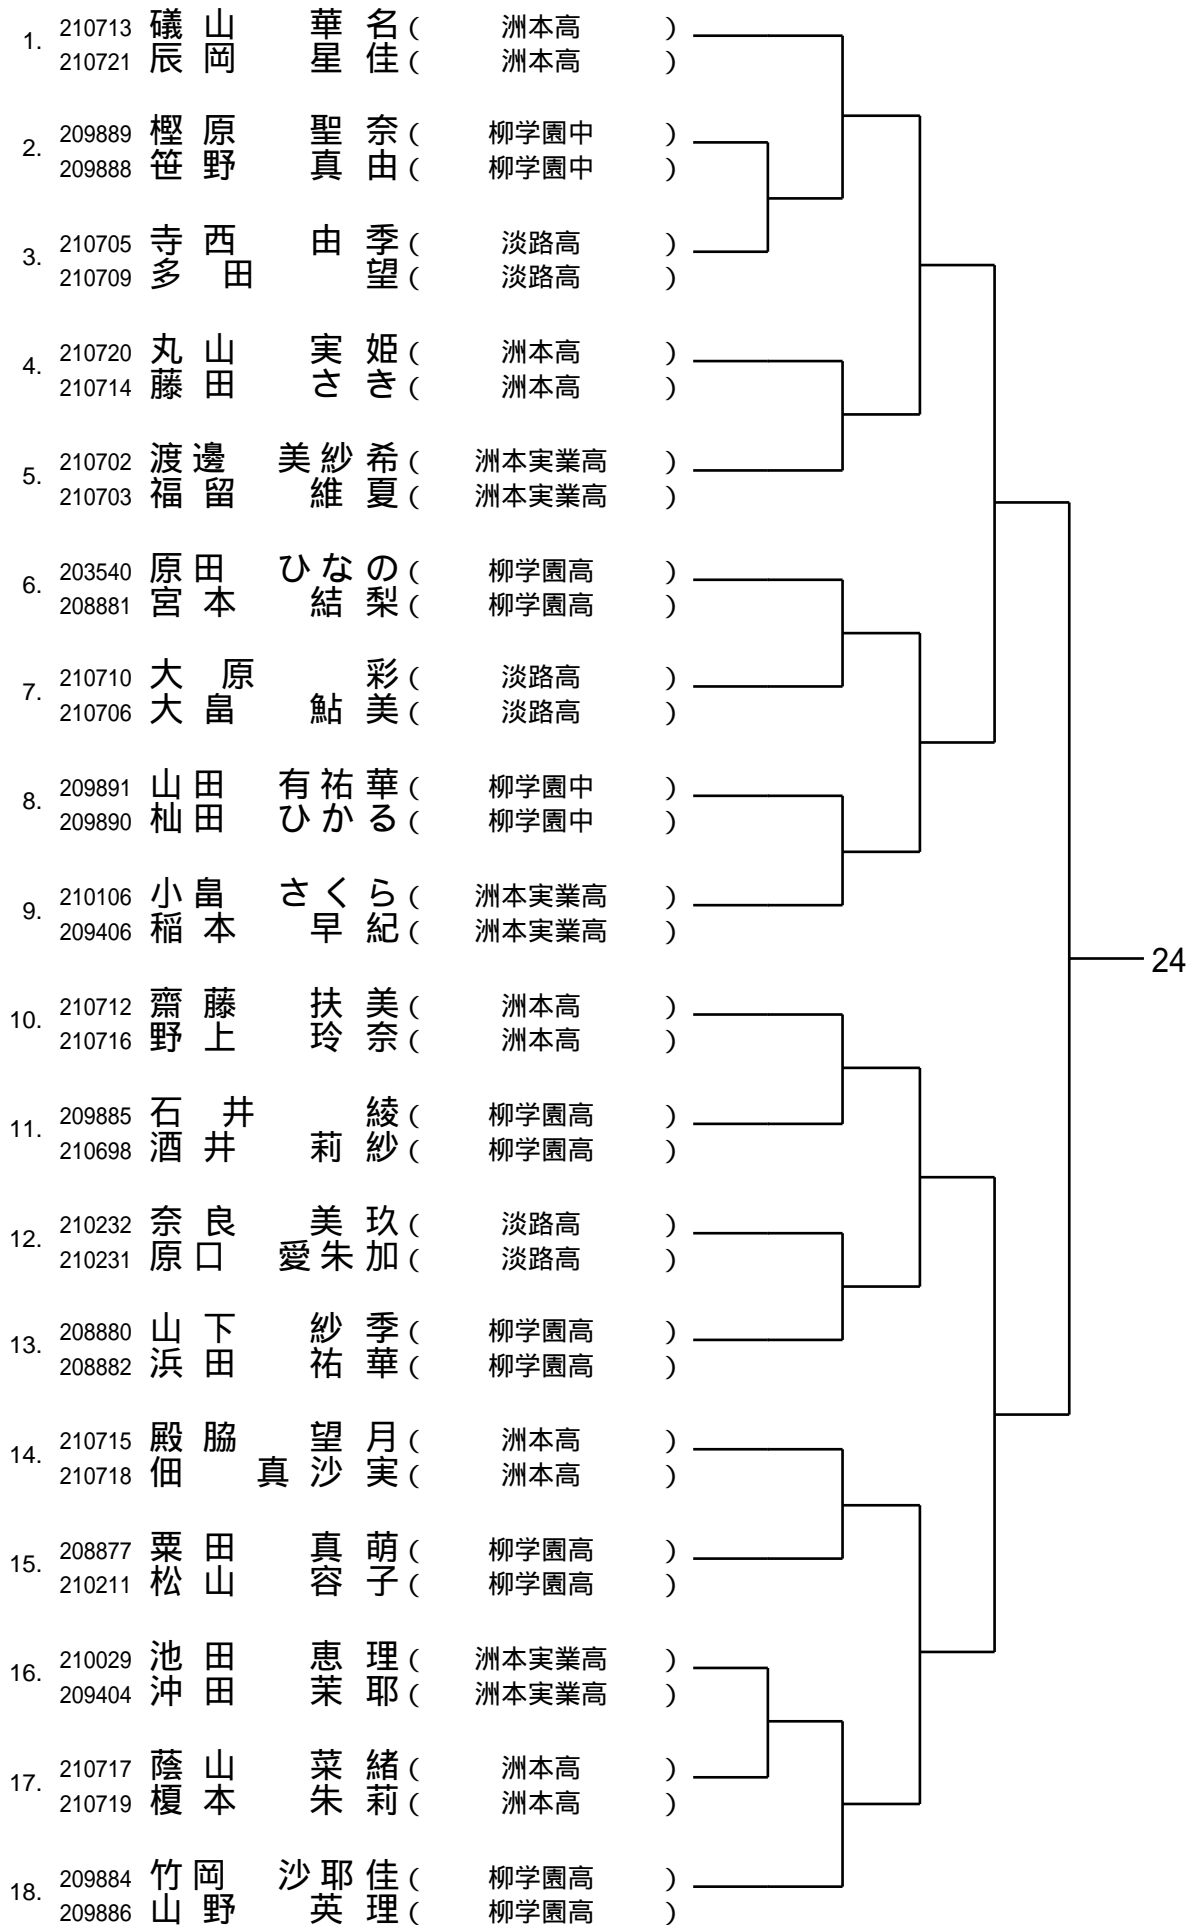 1. 210713 礒山 華名 ( 洲本高 )
210721 辰岡 星佳 ( 洲本高 )
2. 209889 樫原 聖奈 ( 柳学園中 )
209888 笹野 真由 ( 柳学園中 )
3. 210705 寺西 由季 ( 淡路高 )
210709 多田 望 ( 淡路高 )
4. 210720 丸山 実姫 ( 洲本高 )
210714 藤田 さき ( 洲本高 )
5. 210702 渡邊 美紗希 ( 洲本実業高 )
210703 福留 維夏 ( 洲本実業高 )
6. 203540 原田 ひなの ( 柳学園高 )
208881 宮本 結梨 ( 柳学園高 )
7. 210710 大原 彩 ( 淡路高 )
210706 大畠 鮎美 ( 淡路高 )
8. 209891 山田 有祐華 ( 柳学園中 )
209890 杣田 ひかる ( 柳学園中 )
9. 210106 小畠 さくら ( 洲本実業高 )
209406 稲本 早紀 ( 洲本実業高 )
24
10. 210712 齋藤 扶美 ( 洲本高 )
210716 野上 玲奈 ( 洲本高 )
11. 209885 石井 綾 ( 柳学園高 )
210698 酒井 莉紗 ( 柳学園高 )
12. 210232 奈良 美玖 ( 淡路高 )
210231 原口 愛朱加 ( 淡路高 )
13. 208880 山下 紗季 ( 柳学園高 )
208882 浜田 祐華 ( 柳学園高 )
14. 210715 殿脇 望月 ( 洲本高 )
210718 佃 真沙実 ( 洲本高 )
15. 208877 粟田 真萌 ( 柳学園高 )
210211 松山 容子 ( 柳学園高 )
16. 210029 池田 恵理 ( 洲本実業高 )
209404 沖田 茉耶 ( 洲本実業高 )
17. 210717 蔭山 菜緒 ( 洲本高 )
210719 榎本 朱莉 ( 洲本高 )
18. 209884 竹岡 沙耶佳 ( 柳学園高 )
209886 山野 英理 ( 柳学園高 )